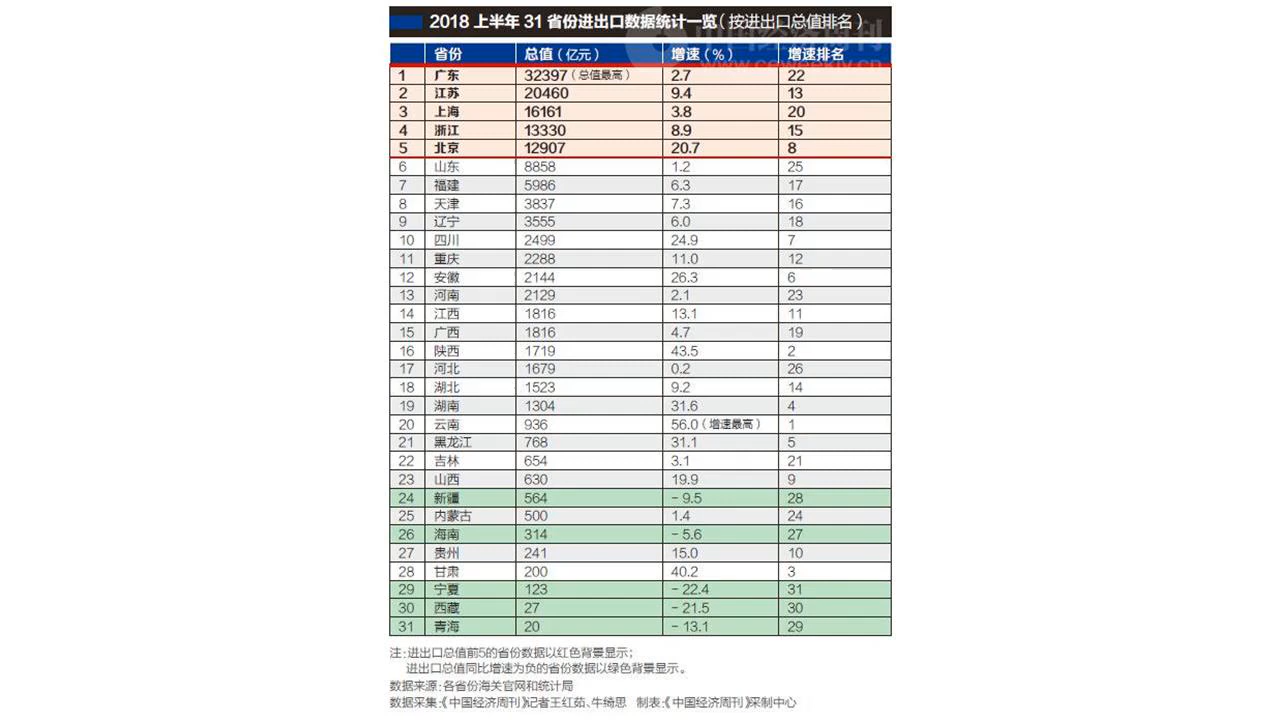 2018 上半年 31 省份进出口数据统计一览(按进出口总值排名)
省份 总值(亿元) 增速(%) 增速排名
1 广东 32397(总值最高) 2.7 22
2 江苏 20460 9.4 13
3 上海 16161 3.8 20
4 浙江 13330 8.9 15
5 北京 12907 20.7 8
6 山东 8858 1.2 25
7 福建 5986 6.3 17
8 天津 3837 7.3 16
9 辽宁 3555 6.0 18
10 四川 2499 24.9 7
11 重庆 2288 11.0 12
12 安徽 2144 26.3 6
13 河南 2129 2.1 23
14 江西 1816 13.1 11
15 广西 1816 4.7 19
16 陕西 1719 43.5 2
17 河北 1679 0.2 26
18 湖北 1523 9.2 14
19 湖南 1304 31.6 4
20 云南 936 56.0(增速最高) 1
21 黑龙江 768 31.1 5
22 吉林 654 3.1 21
23 山西 630 19.9 9
24 新疆 564 -9.5 28
25 内蒙古 500 1.4 24
26 海南 314 -5.6 27
27 贵州 241 15.0 10
28 甘肃 200 40.2 3
29 宁夏 123 -22.4 31
30 西藏 27 -21.5 30
31 青海 20 -13.1 29
注:进出口总值前5的省份数据以红色背景显示;
进出口总值同比增速为负的省份数据以绿色背景显示。
数据来源:各省份海关官网和统计局
数据采集:《中国经济周刊》记者王红茹、牛绮思 制表:《中国经济周刊》采制中心
中国经济周刊
www.ceweekly.cn